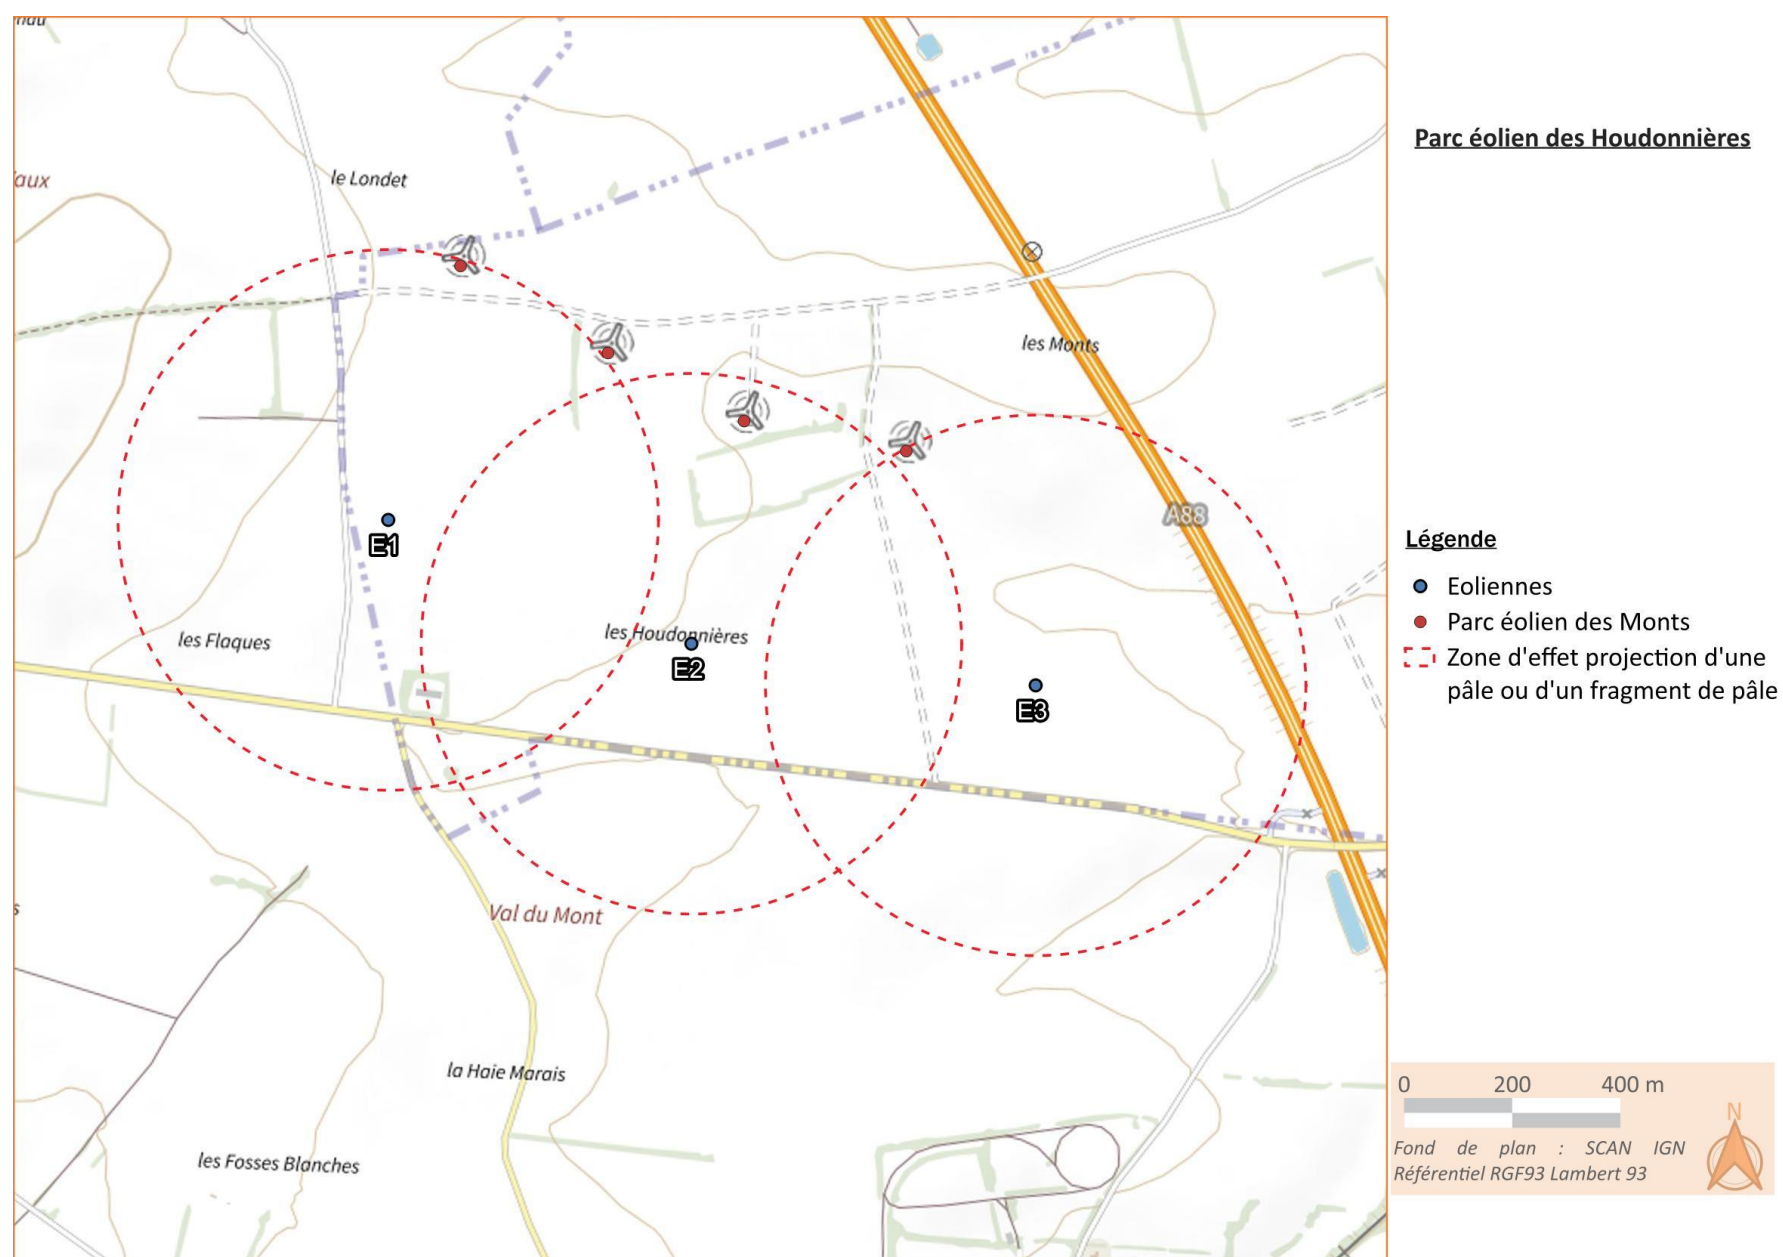 le Londet
Parc éolien des Houdonnières
les Monts
A88
E1
Légende
Eoliennes
Parc éolien des Monts
Zone d'effet projection d'une
pâle ou d'un fragment de pâle
les Flaques
les Houdonnières
E2
E3
Val du Mont
la Haie Marais
les Fosses Blanches
0 200 400 m
N
Fond de plan : SCAN IGN
Référentiel RGF93 Lambert 93